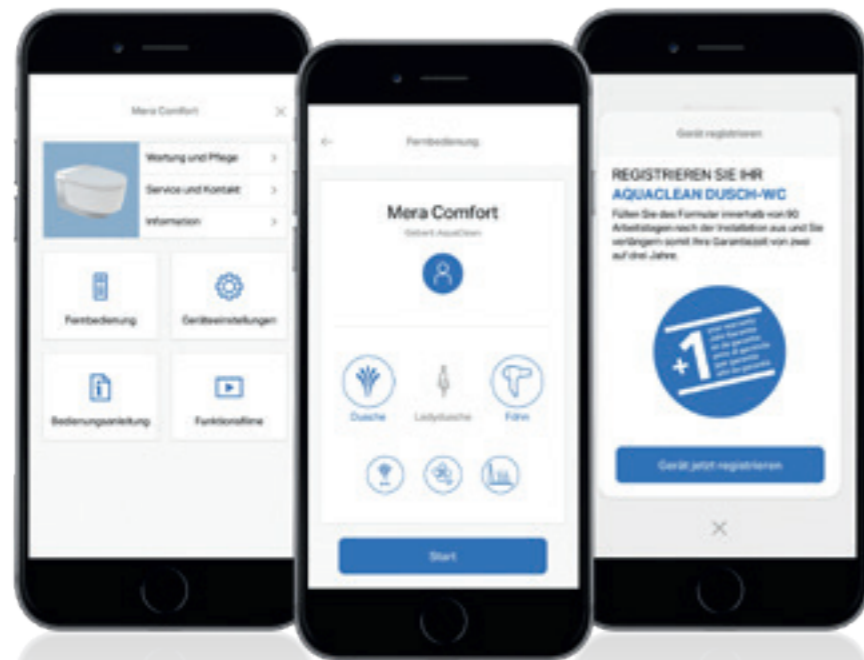 Mera Comfort
Wartung und Pflege
Service und Kontakt
Information
Fernbedienung
Geräteeinstellungen
Bedienungsanleitung
Funktionsfilme
Fernbedienung
Mera Comfort
Geberit AquaClean
Dusche
Ladydusche
Föhn
Start
Gerät registrieren
REGISTRIEREN SIE IHR
AQUACLEAN DUSCH-WC
Füllen Sie das Formular innerhalb von 90
Arbeitstagen nach der Installation aus und Sie
verlängern somit Ihre Garantiezeit von zwei
auf drei Jahre.
+1
Gerät jetzt registrieren